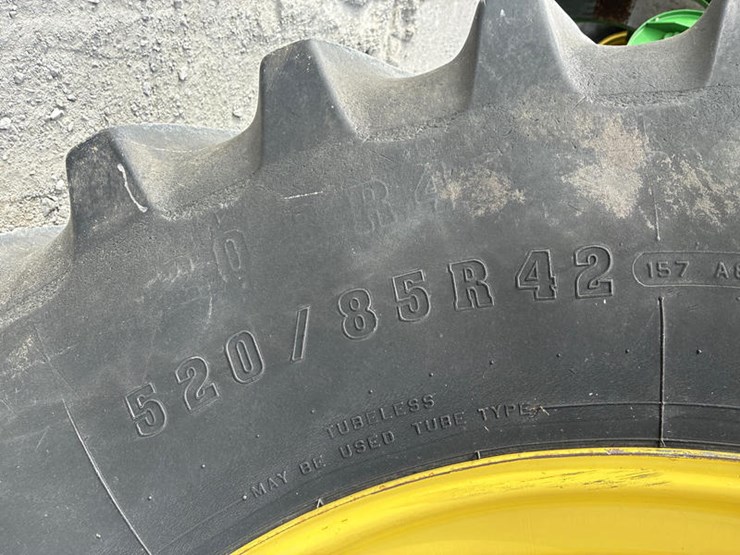 520/85R42 157 A8
TUBELESS
MAY BE USED TUBE TYPE